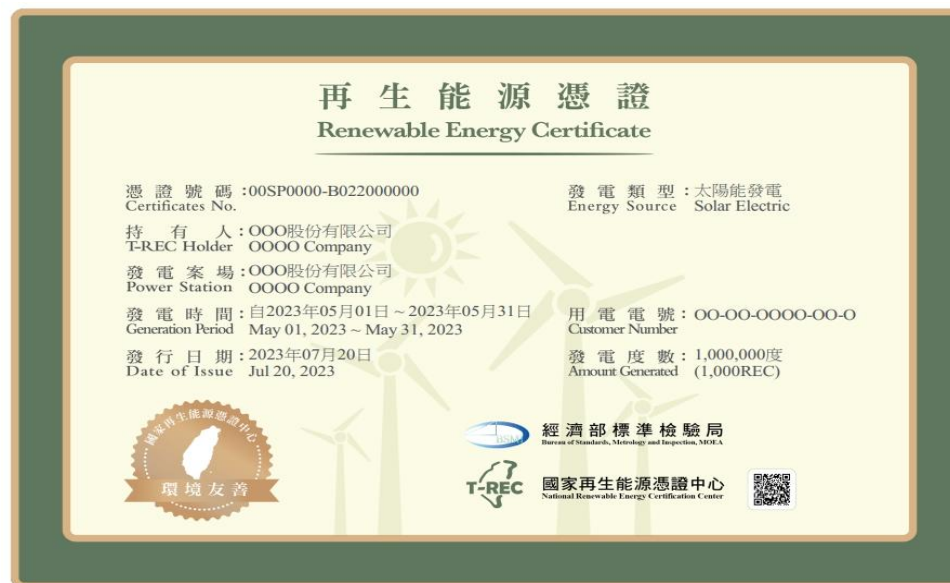 再生能源憑證
Renewable Energy Certificate
憑證號碼:00SP0000-B022000000
Certificates No.
發電類型:太陽能發電
Energy Source Solar Electric
持有人:OOO股份有限公司
T-REC Holder OOOO Company
發電案場:OOO股份有限公司
Power Station OOOO Company
發電時間:自2023年05月01日~2023年05月31日
Generation Period May 01, 2023 ~ May 31, 2023
用電電號:OO-OO-OOOO-OO-O
Customer Number
發行日期:2023年07月20日
Date of Issue Jul 20, 2023
發電度數:1,000,000度
Amount Generated (1,000REC)
國家再生能源憑證中心
環境友善
BSMI
經濟部標準檢驗局
Bureau of Standards, Metrology and Inspection, MOEA
T-REC
國家再生能源憑證中心
National Renewable Energy Certification Center